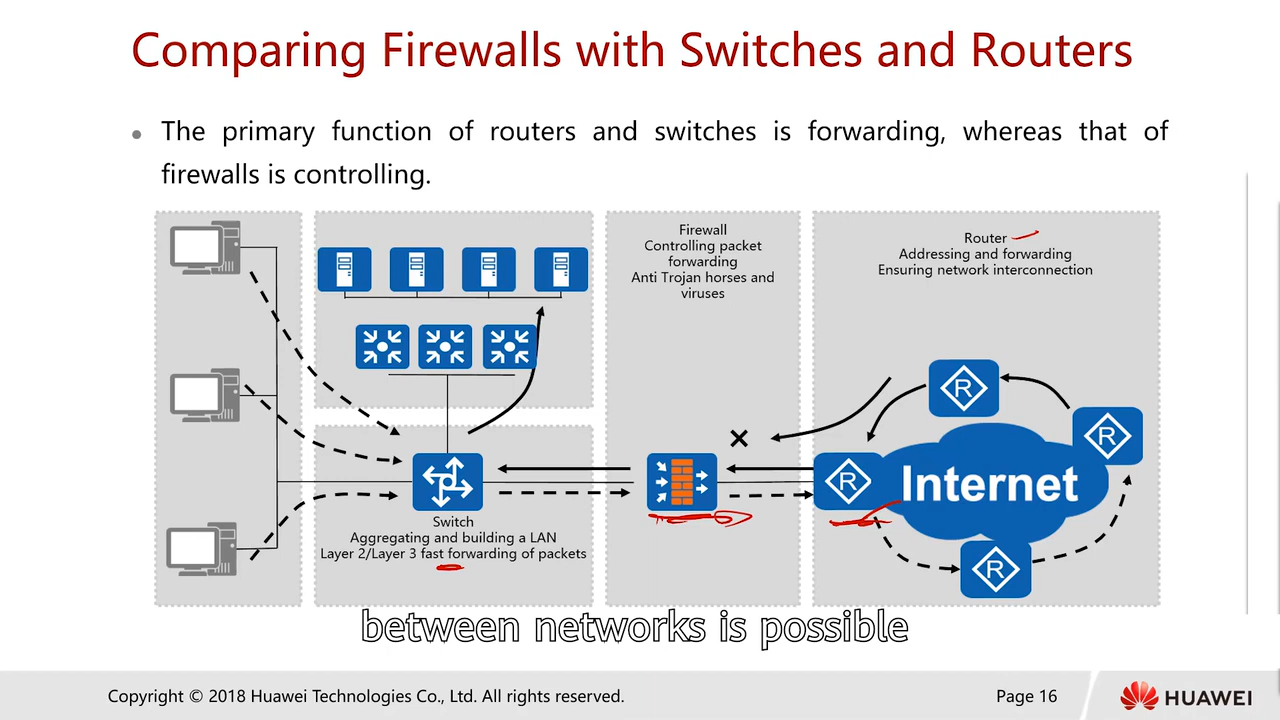 Comparing Firewalls with Switches and Routers
The primary function of routers and switches is forwarding, whereas that of
firewalls is controlling.
Firewall
Controlling packet
forwarding
Anti Trojan horses and
viruses
Router
Addressing and forwarding
Ensuring network interconnection
R
R
R
Internet
R
Switch
Aggregating and building a LAN
Layer 2/Layer 3 fast forwarding of packets
between networks is possible
Copyright © 2018 Huawei Technologies Co., Ltd. All rights reserved.
Page 16
HUAWEI